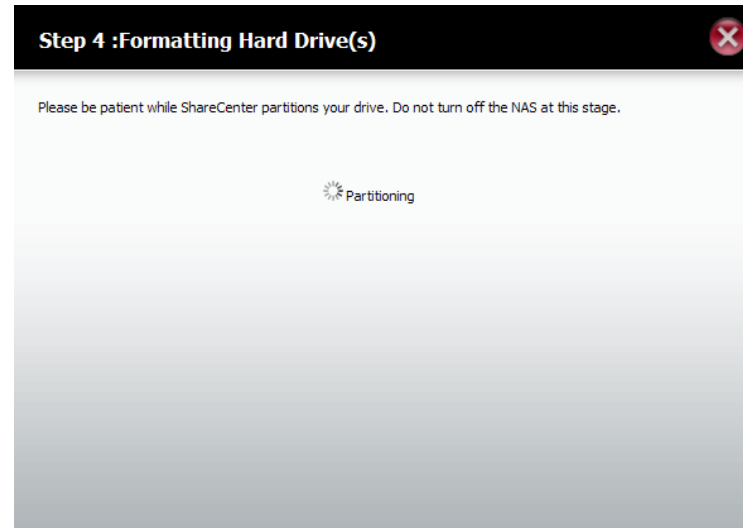 Step 4 :Formatting Hard Drive(s)
Please be patient while ShareCenter partitions your drive. Do not turn off the NAS at this stage.
Partitioning